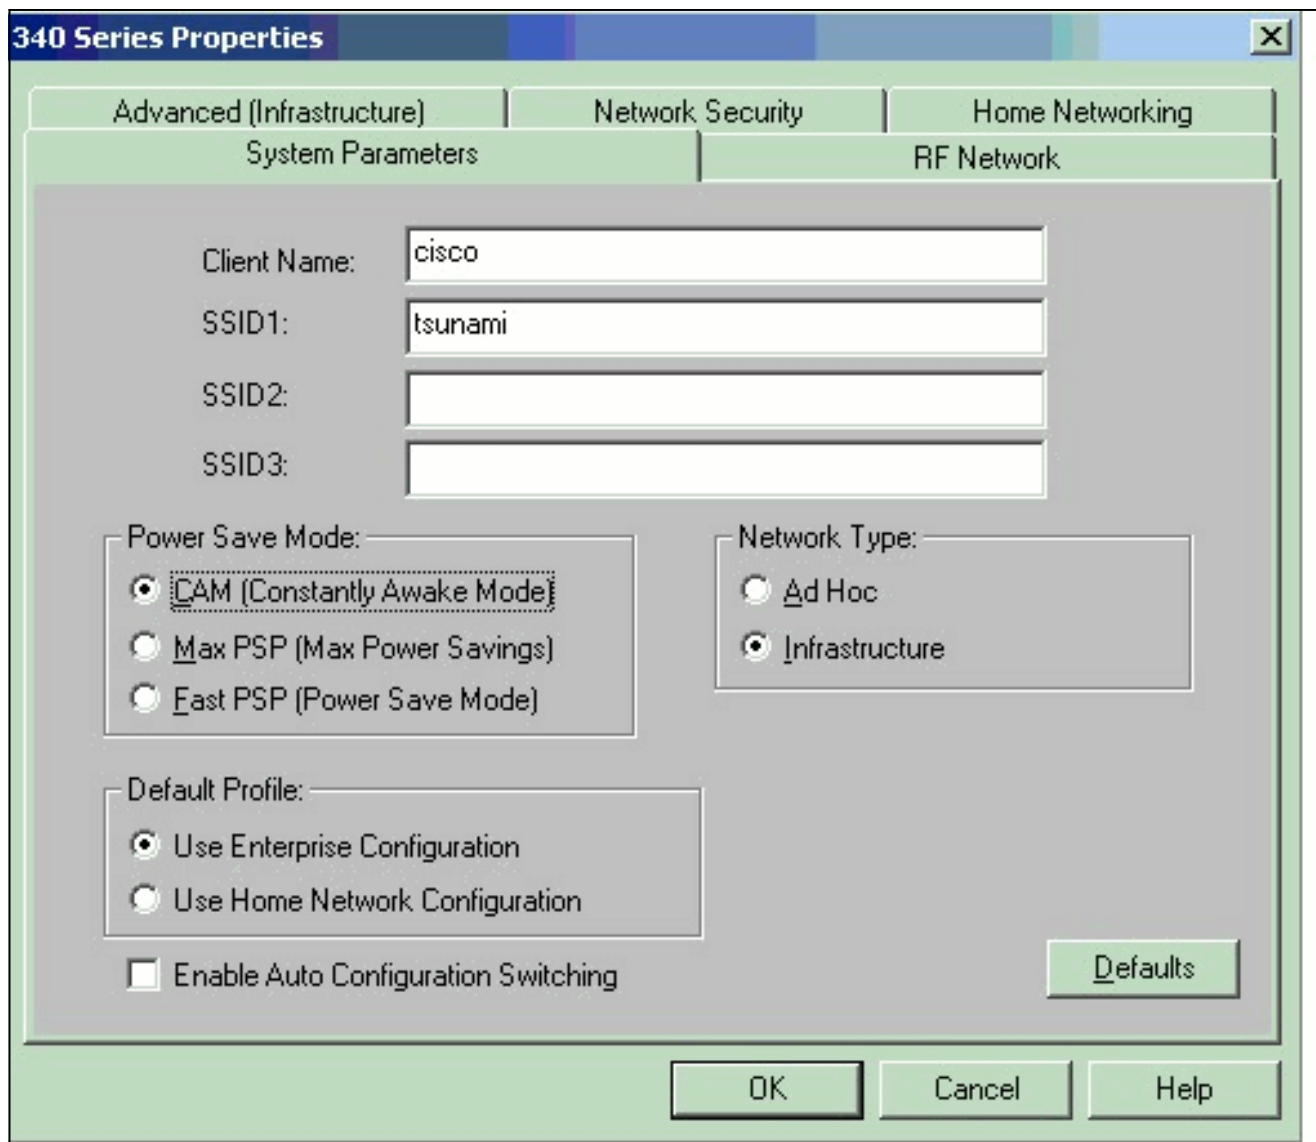 340 Series Properties
Advanced (Infrastructure)
Network Security
Home Networking
System Parameters
RF Network
Client Name: cisco
SSID1: tsunami
SSID2:
SSID3:
Power Save Mode:
CAM (Constantly Awake Mode)
Max PSP (Max Power Savings)
Fast PSP (Power Save Mode)
Network Type:
Ad Hoc
Infrastructure
Default Profile:
Use Enterprise Configuration
Use Home Network Configuration
Enable Auto Configuration Switching
Defaults
OK
Cancel
Help